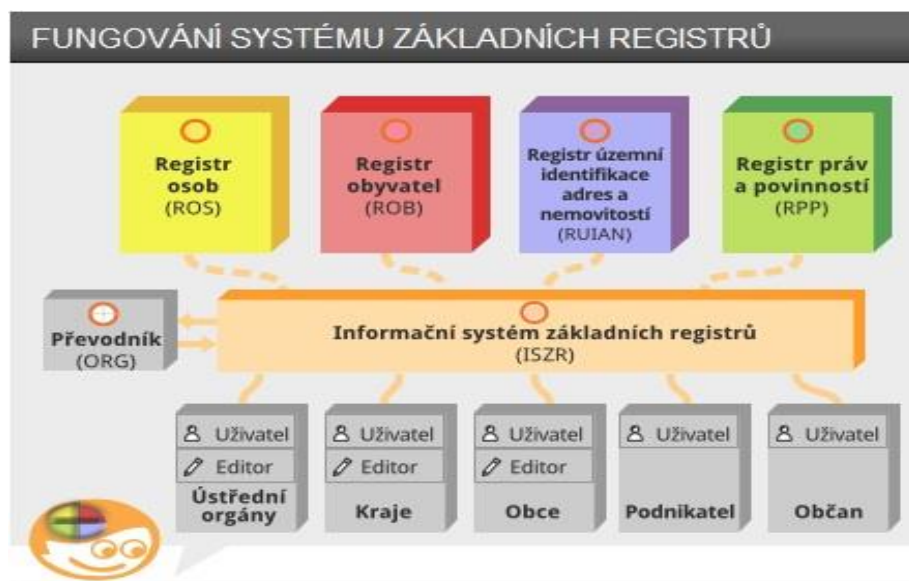 FUNGOVÁNÍ SYSTÉMU ZÁKLADNÍCH REGISTRŮ
Registr
osob
(ROS)
Registr
obyvatel
(ROB)
Registr územní
identifikace
adres a
nemovitostí
(RUIAN)
Registr práv
a povinností
(RPP)
Převodník
(ORG)
Informační systém základních registrů
(ISZR)
Uživatel
Editor
Ústřední
orgány
Uživatel
Editor
Kraje
Uživatel
Editor
Obce
Uživatel
Podnikatel
Uživatel
Občan